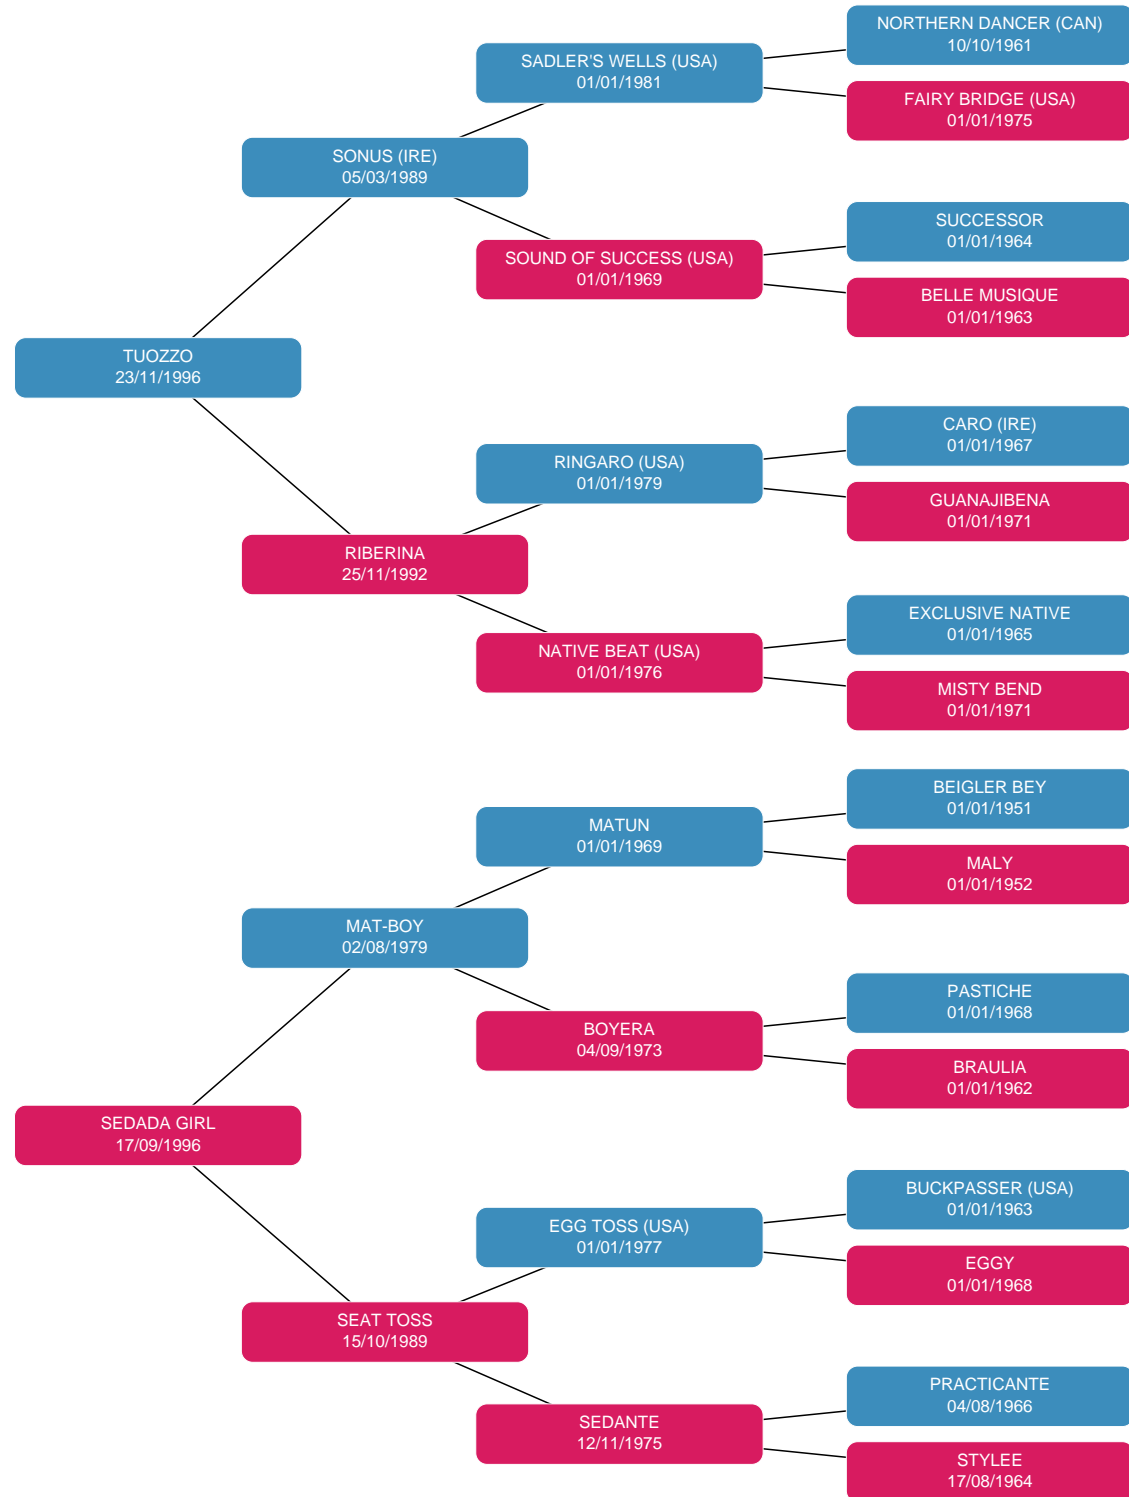 NORTHERN DANCER (CAN)
10/10/1961
SADLER'S WELLS (USA)
01/01/1981
FAIRY BRIDGE (USA)
01/01/1975
SONUS (IRE)
05/03/1989
SUCCESSOR
01/01/1964
SOUND OF SUCCESS (USA)
01/01/1969
BELLE MUSIQUE
01/01/1963
TUOZZO
23/11/1996
CARO (IRE)
01/01/1967
RINGARO (USA)
01/01/1979
GUANAJIBENA
01/01/1971
RIBERINA
25/11/1992
EXCLUSIVE NATIVE
01/01/1965
NATIVE BEAT (USA)
01/01/1976
MISTY BEND
01/01/1971
BEIGLER BEY
01/01/1951
MATUN
01/01/1969
MALY
01/01/1952
MAT-BOY
02/08/1979
PASTICHE
01/01/1968
BOYERA
04/09/1973
BRAULIA
01/01/1962
SEDADA GIRL
17/09/1996
BUCKPASSER (USA)
01/01/1963
EGG TOSS (USA)
01/01/1977
EGGY
01/01/1968
SEAT TOSS
15/10/1989
PRACTICANTE
04/08/1966
SEDANTE
12/11/1975
STYLEE
17/08/1964